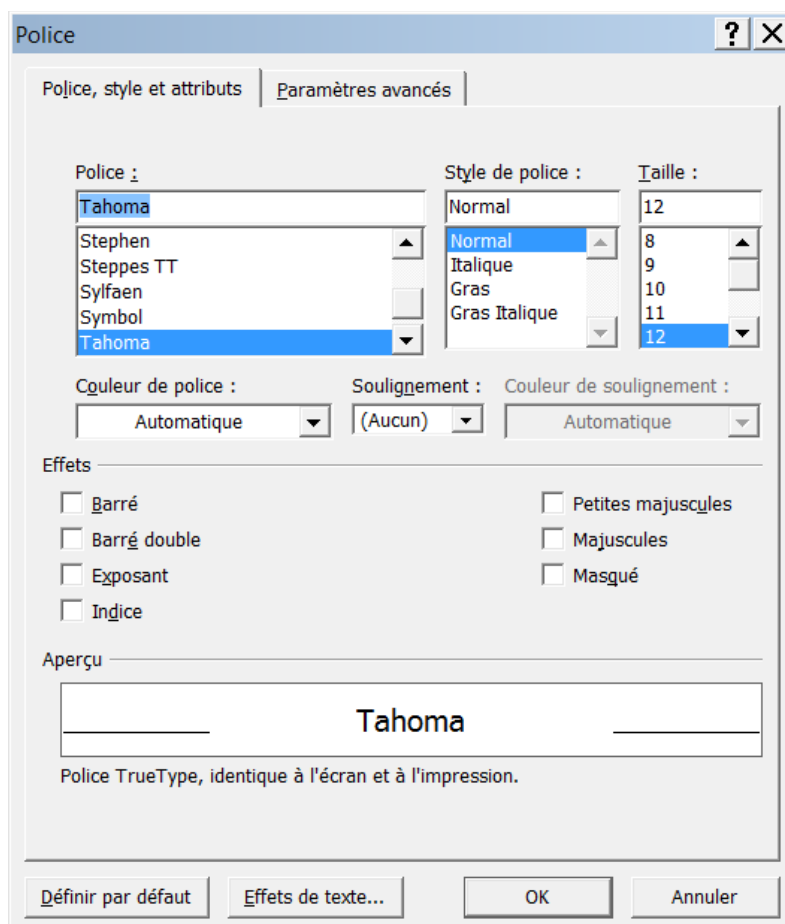 Police
Police, style et attributs Paramètres avancés
Police : Style de police : Taille :
Tahoma Normal 12
Stephen Normal 8
Steppes TT Italique 9
Sylfaen Gras 10
Symbol Gras Italique 11
Tahoma 12
Couleur de police : Soulignement : Couleur de soulignement :
Automatique (Aucun) Automatique
Effets
Barré Petites majuscules
Barré double Majuscules
Exposant Masqué
Indice
Aperçu
Tahoma
Police TrueType, identique à l'écran et à l'impression.
Définir par défaut Effets de texte... OK Annuler